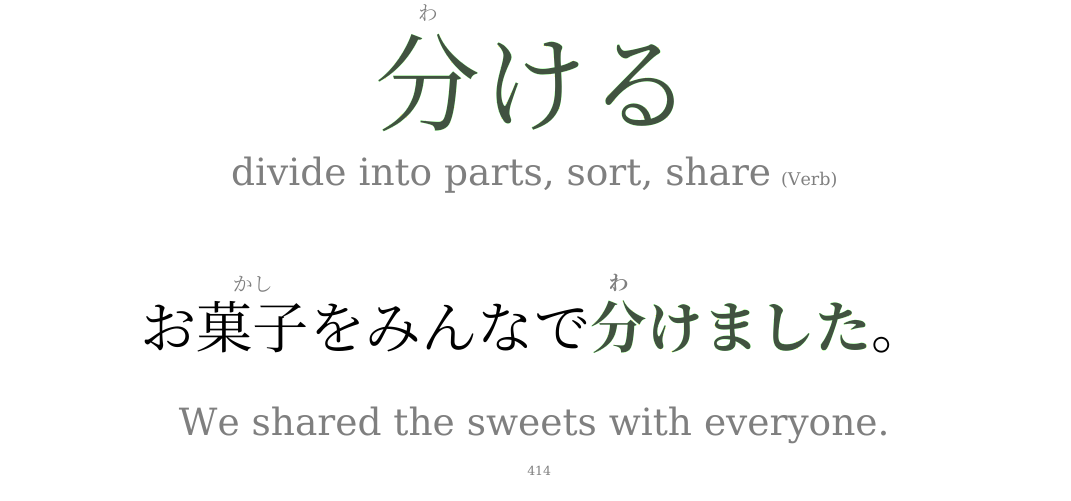 わ
分ける
divide into parts, sort, share (Verb)
かし わ
お菓子をみんなで分けました。
We shared the sweets with everyone.
414